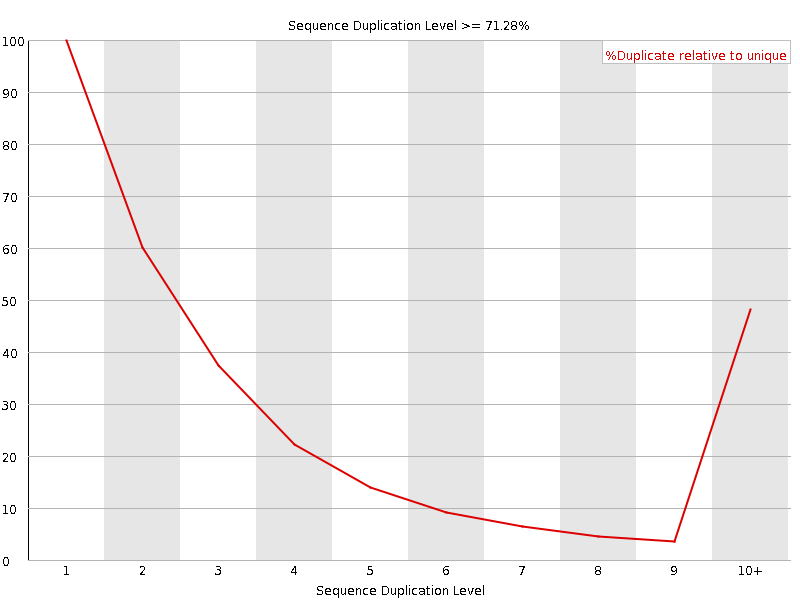 Sequence Duplication Level >= 71.28%
%Duplicate relative to unique
100
90
80
70
60
50
40
30
20
10
0
1 2 3 4 5 6 7 8 9 10+
Sequence Duplication Level